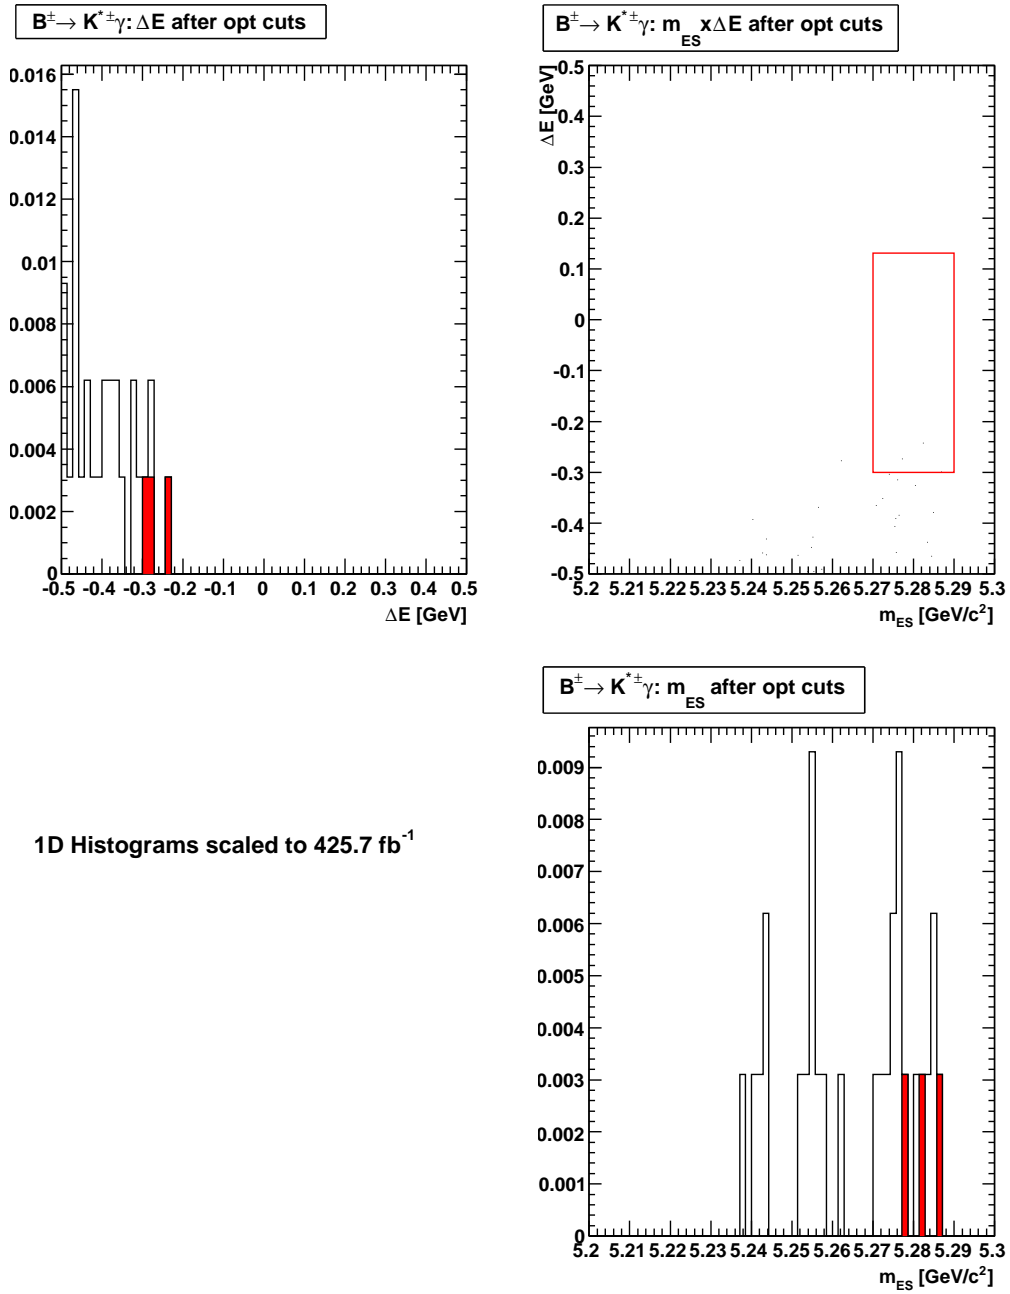 B± → K*±γ: ΔE after opt cuts
0.016
0.014
0.012
0.01
0.008
0.006
0.004
0.002
0
-0.5 -0.4 -0.3 -0.2 -0.1 0 0.1 0.2 0.3 0.4 0.5
ΔE [GeV]
B± → K*±γ: m_ES xΔE after opt cuts
ΔE [GeV]
0.5
0.4
0.3
0.2
0.1
0
-0.1
-0.2
-0.3
-0.4
-0.5
5.2 5.21 5.22 5.23 5.24 5.25 5.26 5.27 5.28 5.29 5.3
m_ES [GeV/c²]
1D Histograms scaled to 425.7 fb⁻¹
B± → K*±γ: m_ES after opt cuts
0.009
0.008
0.007
0.006
0.005
0.004
0.003
0.002
0.001
0
5.2 5.21 5.22 5.23 5.24 5.25 5.26 5.27 5.28 5.29 5.3
m_ES [GeV/c²]